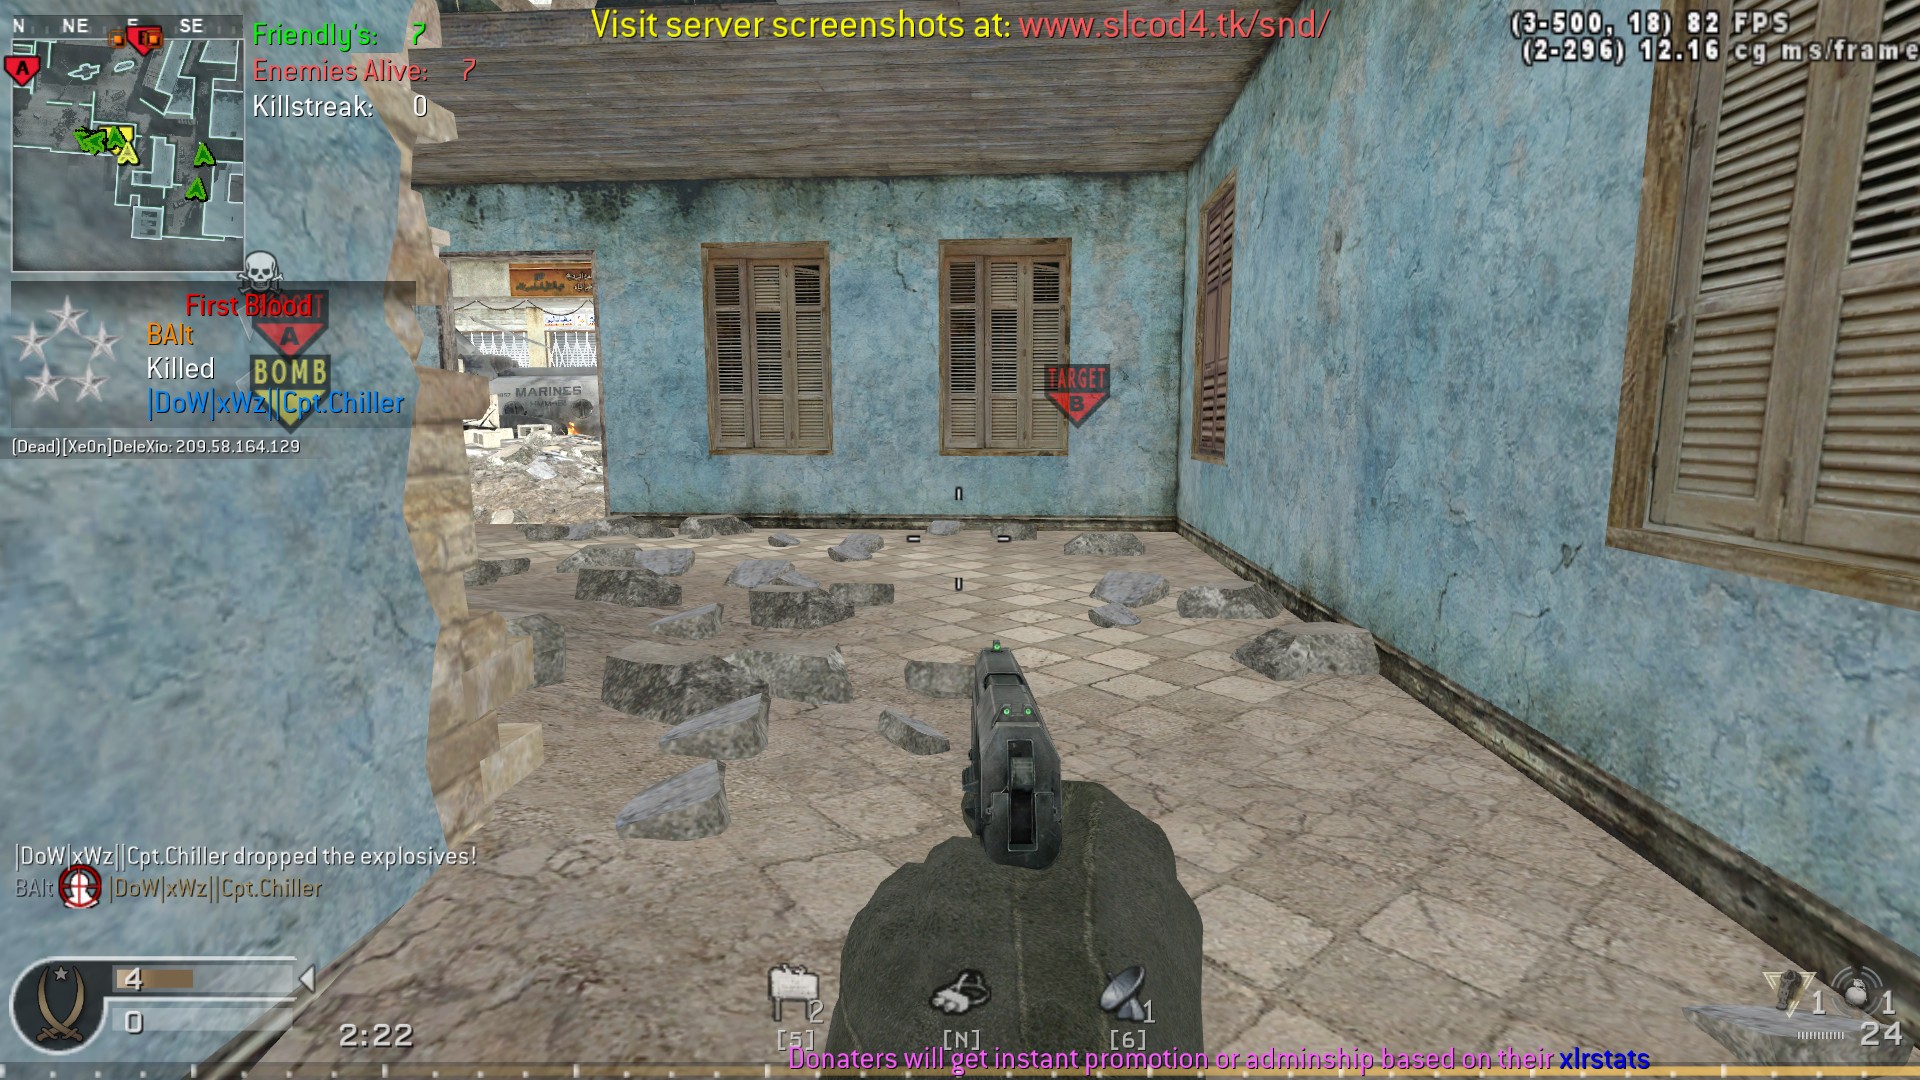 N NE E SE
A
B
Friendly's: 7
Enemies Alive: 7
Killstreak: 0
Visit server screenshots at: www.slcod4.tk/snd/
(3-500, 18) 82 FPS
(2-296) 12.16 cg ms/frame
First Blood
BAlt
Killed
|DoW|xWz||Cpt.Chiller
A
BOMB
TARGET
B
MARINES
[Dead][Xe0n]DeleXio: 209.58.164.129
|DoW|xWz||Cpt.Chiller dropped the explosives!
BAlt |DoW|xWz||Cpt.Chiller
4
0
2:22
2
[5]
[N]
1
[6]
1
1
24
Donaters will get instant promotion or adminship based on their xlrstats